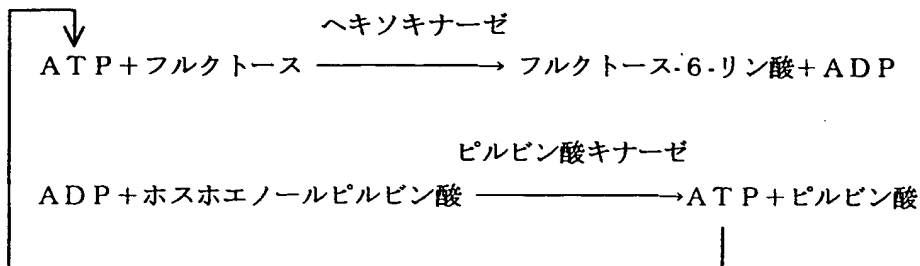 ヘキソキナーゼ
ATP+フルクトース ⟶ フルクトース-6-リン酸+ADP
ピルビン酸キナーゼ
ADP+ホスホエノールピルビン酸 ⟶ ATP+ピルビン酸